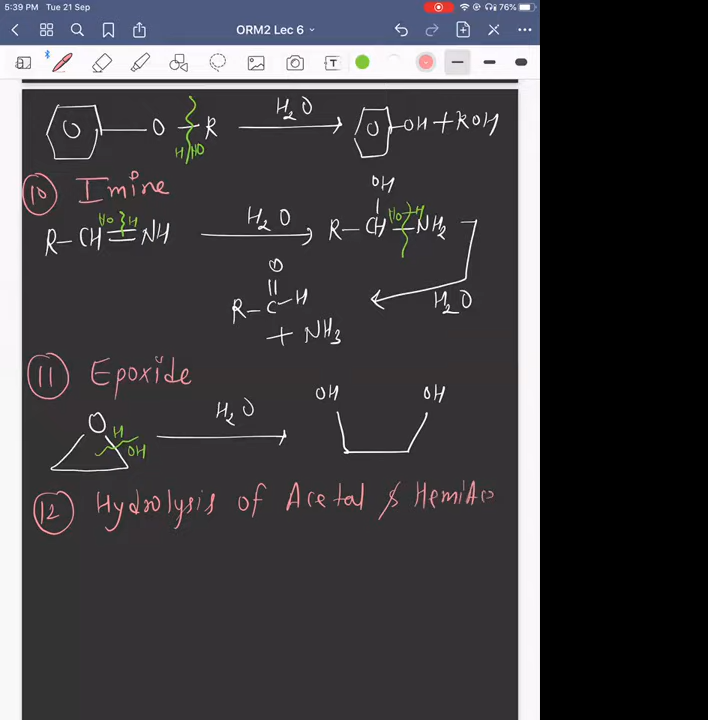 5:39 PM Tue 21 Sep 76%
ORM2 Lec 6
T
H₂O
O R OH + ROH
H HO
10 Imine
OH
R-CH=NH HO H H₂O R-CH-NH₂ HO H
H₂O
O
R-C-H
+ NH₃
11 Epoxide
OH OH
O H₂O
H
OH
12 Hydrolysis of Acetal & HemiAc